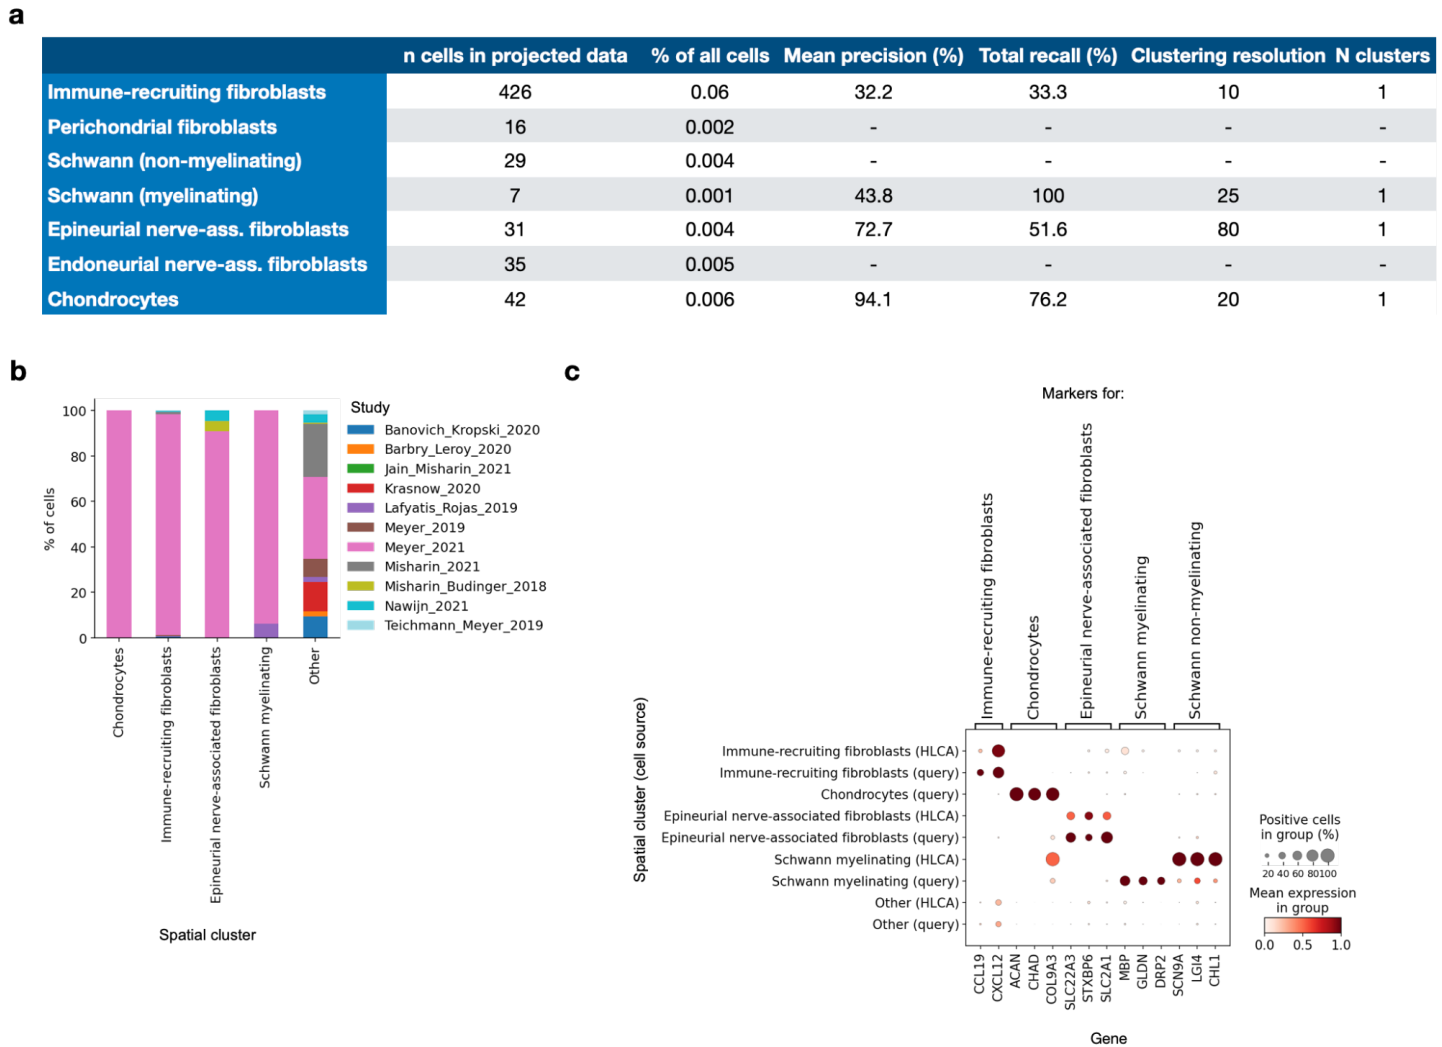 a
n cells in projected data % of all cells Mean precision (%) Total recall (%) Clustering resolution N clusters
Immune-recruiting fibroblasts 426 0.06 32.2 33.3 10 1
Perichondrial fibroblasts 16 0.002 - - - -
Schwann (non-myelinating) 29 0.004 - - - -
Schwann (myelinating) 7 0.001 43.8 100 25 1
Epineurial nerve-ass. fibroblasts 31 0.004 72.7 51.6 80 1
Endoneurial nerve-ass. fibroblasts 35 0.005 - - - -
Chondrocytes 42 0.006 94.1 76.2 20 1
b
% of cells
100
80
60
40
20
0
Chondrocytes
Immune-recruiting fibroblasts
Epineurial nerve-associated fibroblasts
Schwann myelinating
Other
Spatial cluster
Study
Banovich_Kropski_2020
Barbry_Leroy_2020
Jain_Misharin_2021
Krasnow_2020
Lafyatis_Rojas_2019
Meyer_2019
Meyer_2021
Misharin_2021
Misharin_Budinger_2018
Nawijn_2021
Teichmann_Meyer_2019
c
Markers for:
Immune-recruiting fibroblasts
Chondrocytes
Epineurial nerve-associated fibroblasts
Schwann myelinating
Schwann non-myelinating
Spatial cluster (cell source)
Immune-recruiting fibroblasts (HLCA)
Immune-recruiting fibroblasts (query)
Chondrocytes (query)
Epineurial nerve-associated fibroblasts (HLCA)
Epineurial nerve-associated fibroblasts (query)
Schwann myelinating (HLCA)
Schwann myelinating (query)
Other (HLCA)
Other (query)
CCL19
CXCL12
ACAN
CHAD
COL9A3
SLC22A3
STXBP6
SLC2A1
MBP
GLDN
DRP2
SCN9A
LGI4
CHL1
Gene
Positive cells
in group (%)
20 40 60 80100
Mean expression
in group
0.0 0.5 1.0